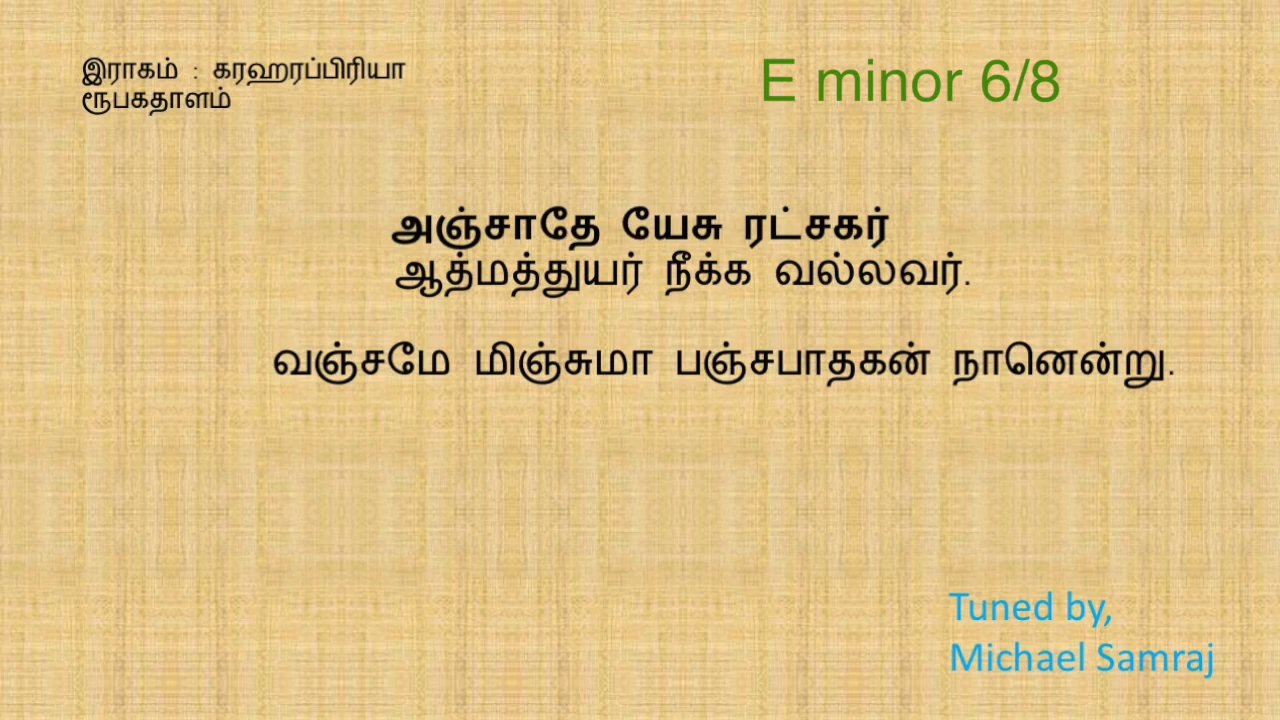 இராகம் : கரஹரப்பிரியா
ரூபகதாளம்
E minor 6/8
அஞ்சாதே யேசு ரட்சகர்
ஆத்மத்துயர் நீக்க வல்லவர்.
வஞ்சமே மிஞ்சுமா பஞ்சபாதகன் நானென்று.
Tuned by,
Michael Samraj